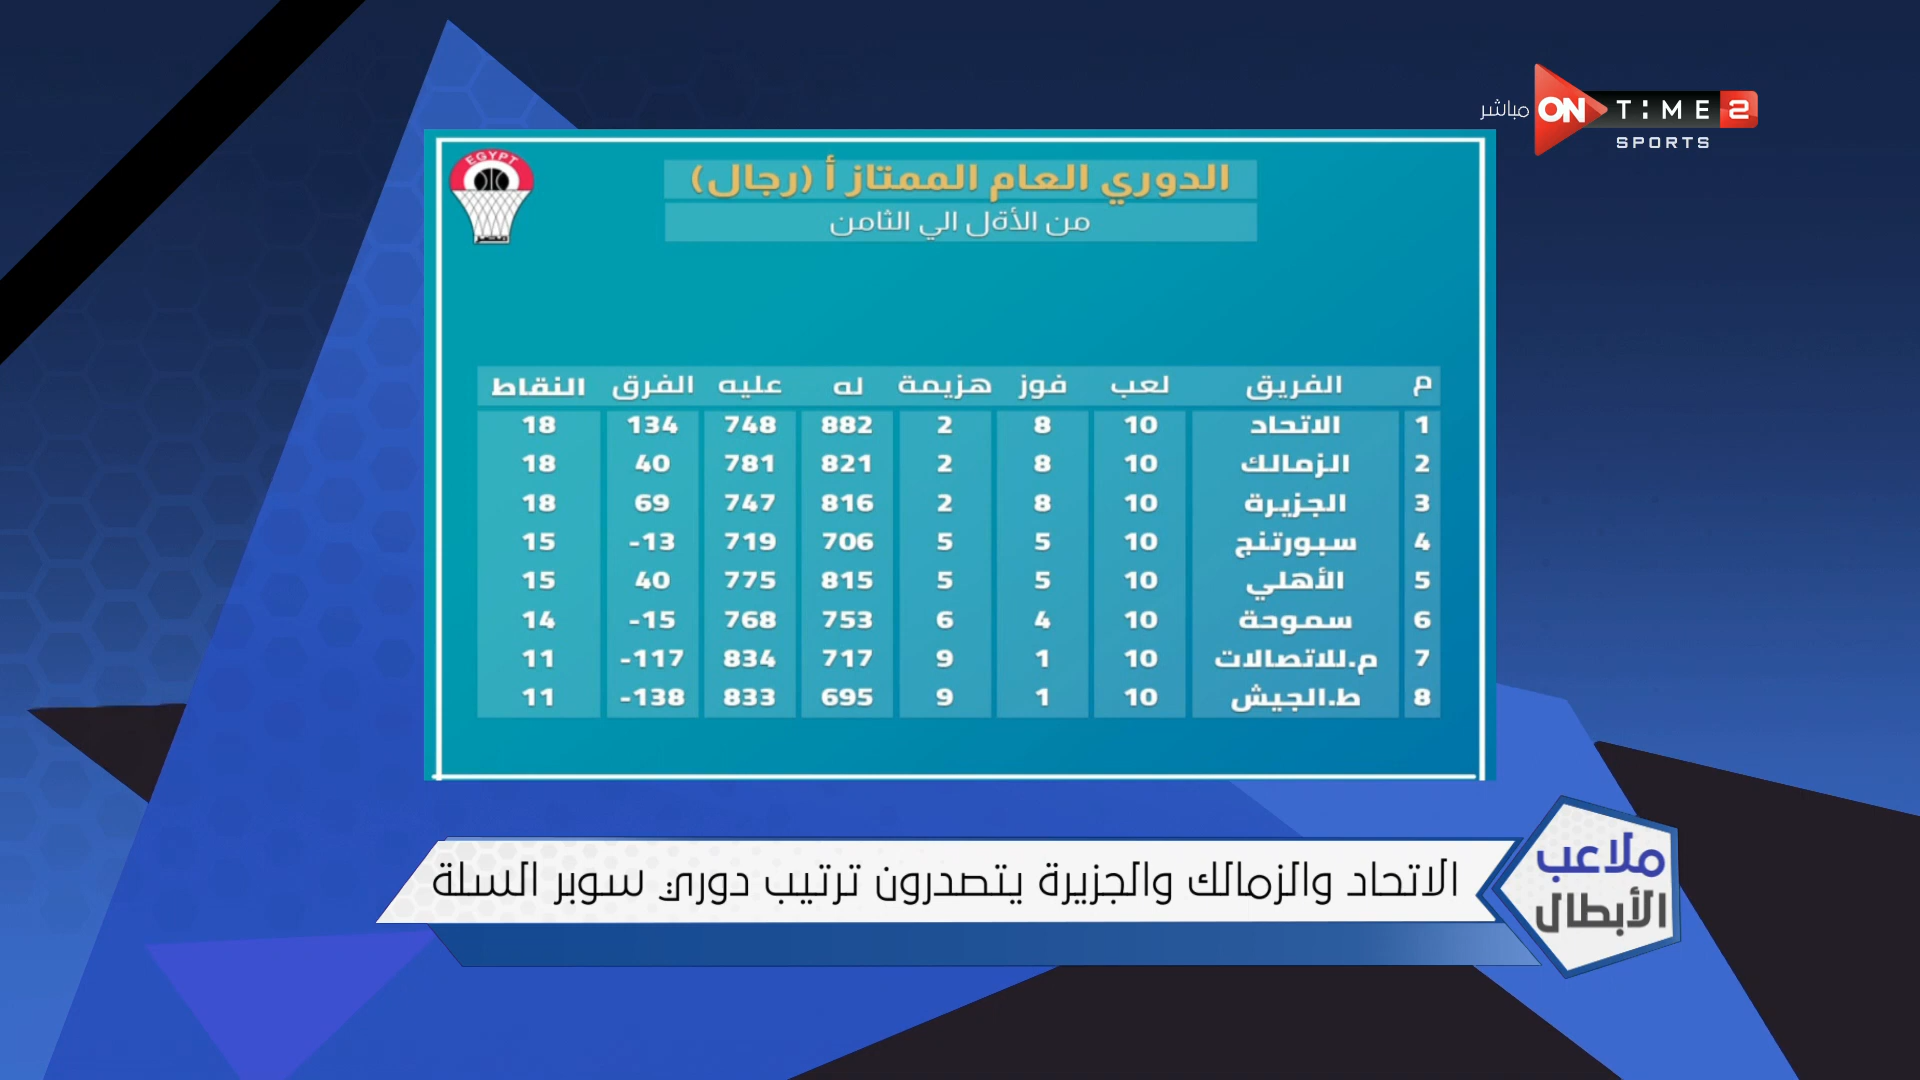 مباشر ON TIME 2
SPORTS
EGYPT
الدوري العام الممتاز أ (رجال)
من الأةل الي الثامن
م الفريق لعب فوز هزيمة له عليه الفرق النقاط
1 الاتحاد 10 8 2 882 748 134 18
2 الزمالك 10 8 2 821 781 40 18
3 الجزيرة 10 8 2 816 747 69 18
4 سبورتنج 10 5 5 706 719 -13 15
5 الأهلي 10 5 5 815 775 40 15
6 سموحة 10 4 6 753 768 -15 14
7 م.للاتصالات 10 1 9 717 834 -117 11
8 ط.الجيش 10 1 9 695 833 -138 11
ملاعب
الأبطال
الاتحاد والزمالك والجزيرة يتصدرون ترتيب دوري سوبر السلة